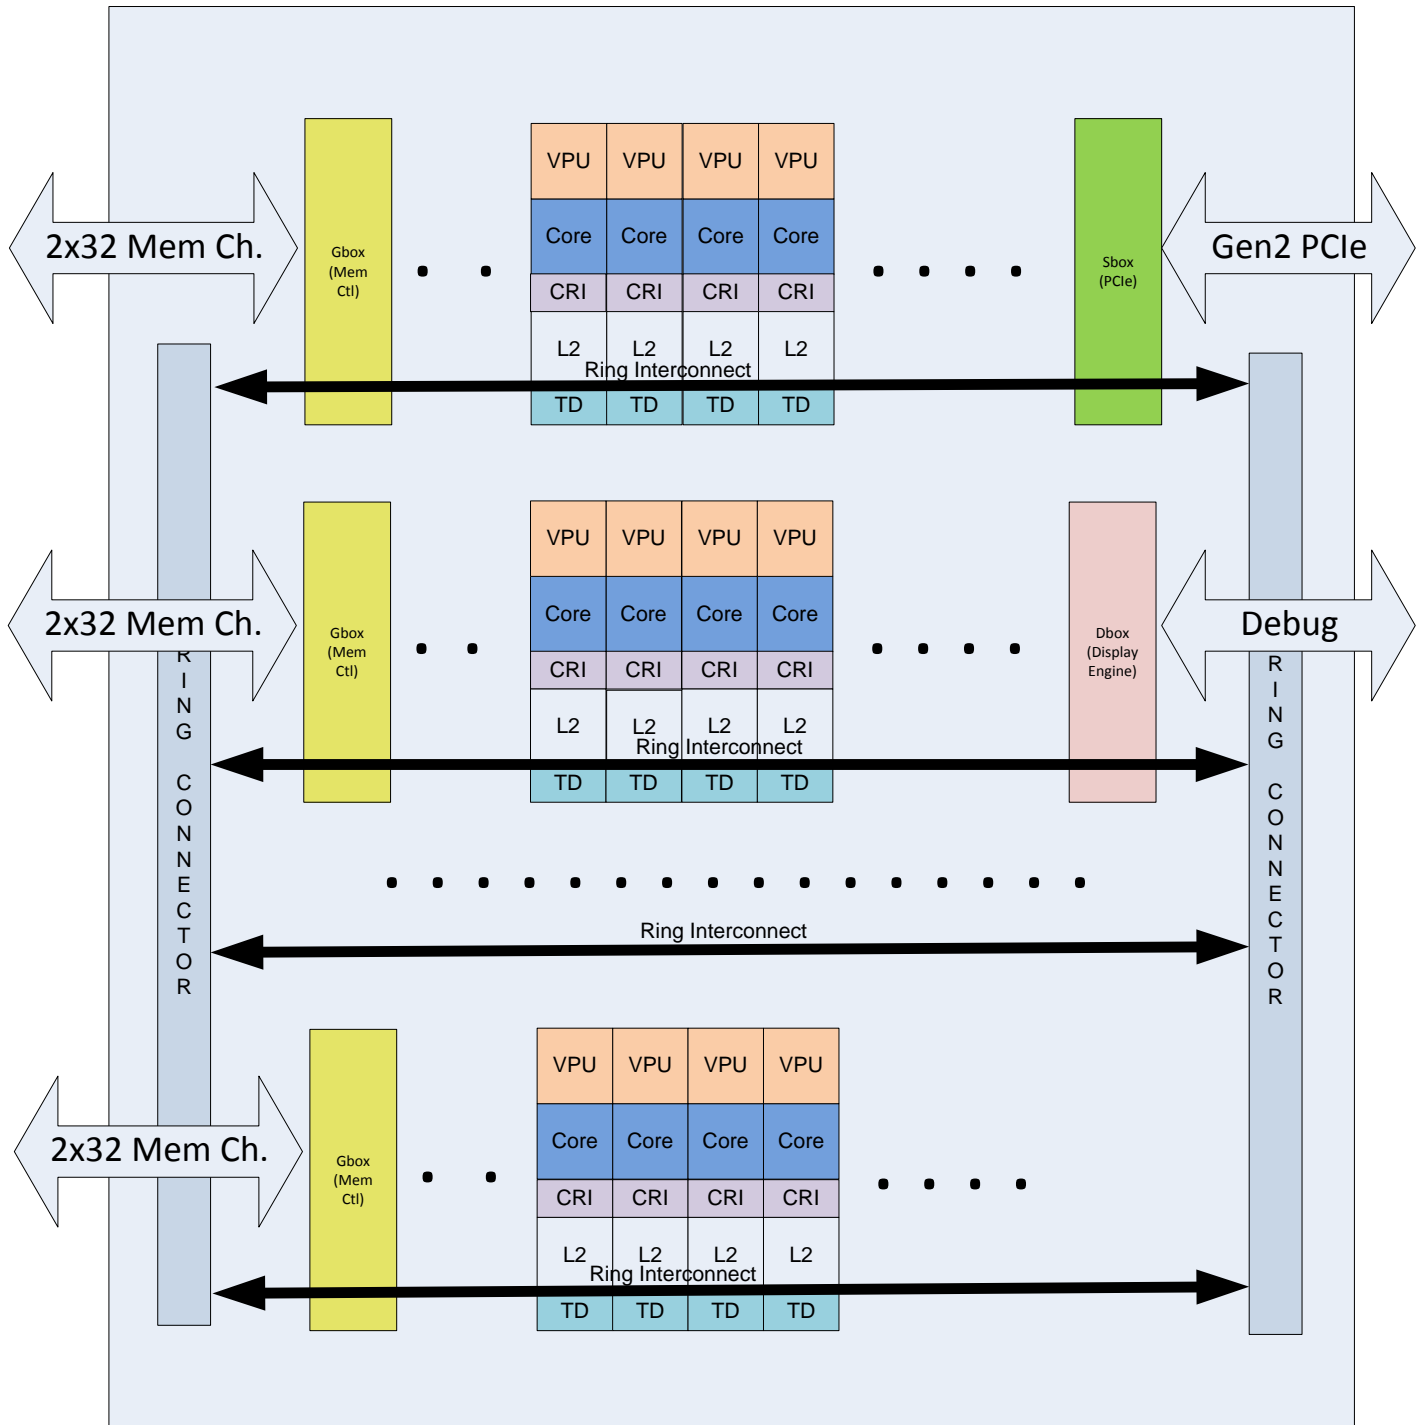 VPU VPU VPU VPU
2x32 Mem Ch.
Gbox
(Mem
Ctl)
Core Core Core Core
Sbox
(PCIe)
Gen2 PCIe
CRI CRI CRI CRI
L2 L2 L2 L2
Ring Interconnect
TD TD TD TD
VPU VPU VPU VPU
2x32 Mem Ch.
Gbox
(Mem
Ctl)
Core Core Core Core
Dbox
(Display
Engine)
Debug
CRI CRI CRI CRI
L2 L2 L2 L2
Ring Interconnect
TD TD TD TD
RING CONNECTOR
RING CONNECTOR
Ring Interconnect
VPU VPU VPU VPU
2x32 Mem Ch.
Gbox
(Mem
Ctl)
Core Core Core Core
CRI CRI CRI CRI
L2 L2 L2 L2
Ring Interconnect
TD TD TD TD